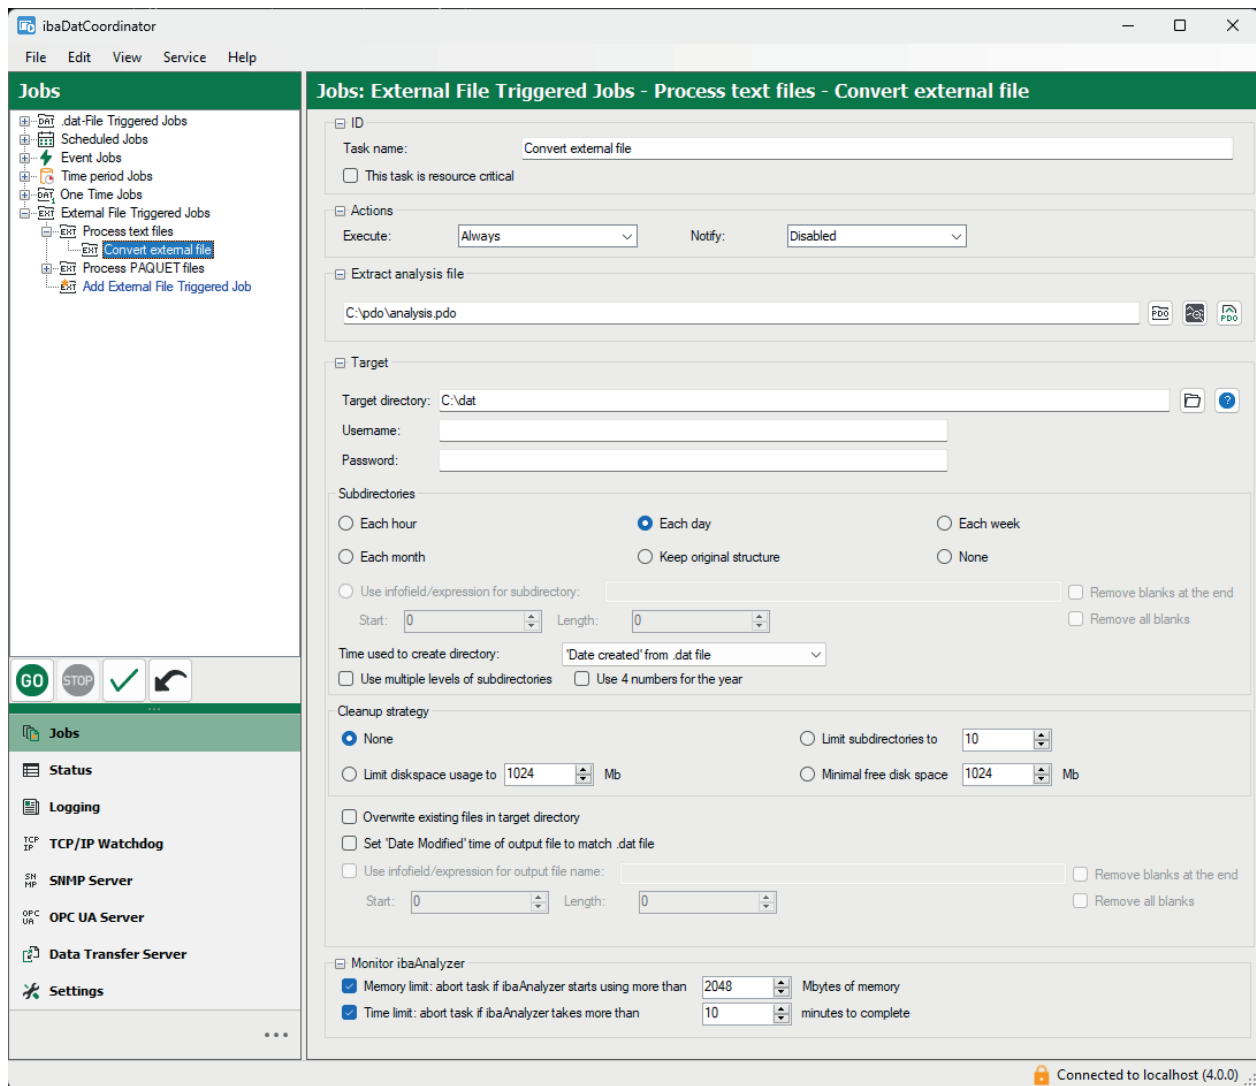 ibaDatCoordinator
File Edit View Service Help
Jobs
.dat-File Triggered Jobs
Scheduled Jobs
Event Jobs
Time period Jobs
One Time Jobs
External File Triggered Jobs
Process text files
Convert external file
Process PAQUET files
Add External File Triggered Job
GO STOP
Jobs
Status
Logging
TCP/IP Watchdog
SNMP Server
OPC UA Server
Data Transfer Server
Settings
Jobs: External File Triggered Jobs - Process text files - Convert external file
ID
Task name: Convert external file
This task is resource critical
Actions
Execute: Always Notify: Disabled
Extract analysis file
C:\pdo\analysis.pdo
Target
Target directory: C:\dat
Username:
Password:
Subdirectories
Each hour Each day Each week
Each month Keep original structure None
Use infofield/expression for subdirectory: Remove blanks at the end
Start: 0 Length: 0 Remove all blanks
Time used to create directory: 'Date created' from .dat file
Use multiple levels of subdirectories Use 4 numbers for the year
Cleanup strategy
None Limit subdirectories to 10
Limit diskspace usage to 1024 Mb Minimal free disk space 1024 Mb
Overwrite existing files in target directory
Set 'Date Modified' time of output file to match .dat file
Use infofield/expression for output file name: Remove blanks at the end
Start: 0 Length: 0 Remove all blanks
Monitor ibaAnalyzer
Memory limit: abort task if ibaAnalyzer starts using more than 2048 Mbytes of memory
Time limit: abort task if ibaAnalyzer takes more than 10 minutes to complete
Connected to localhost (4.0.0)